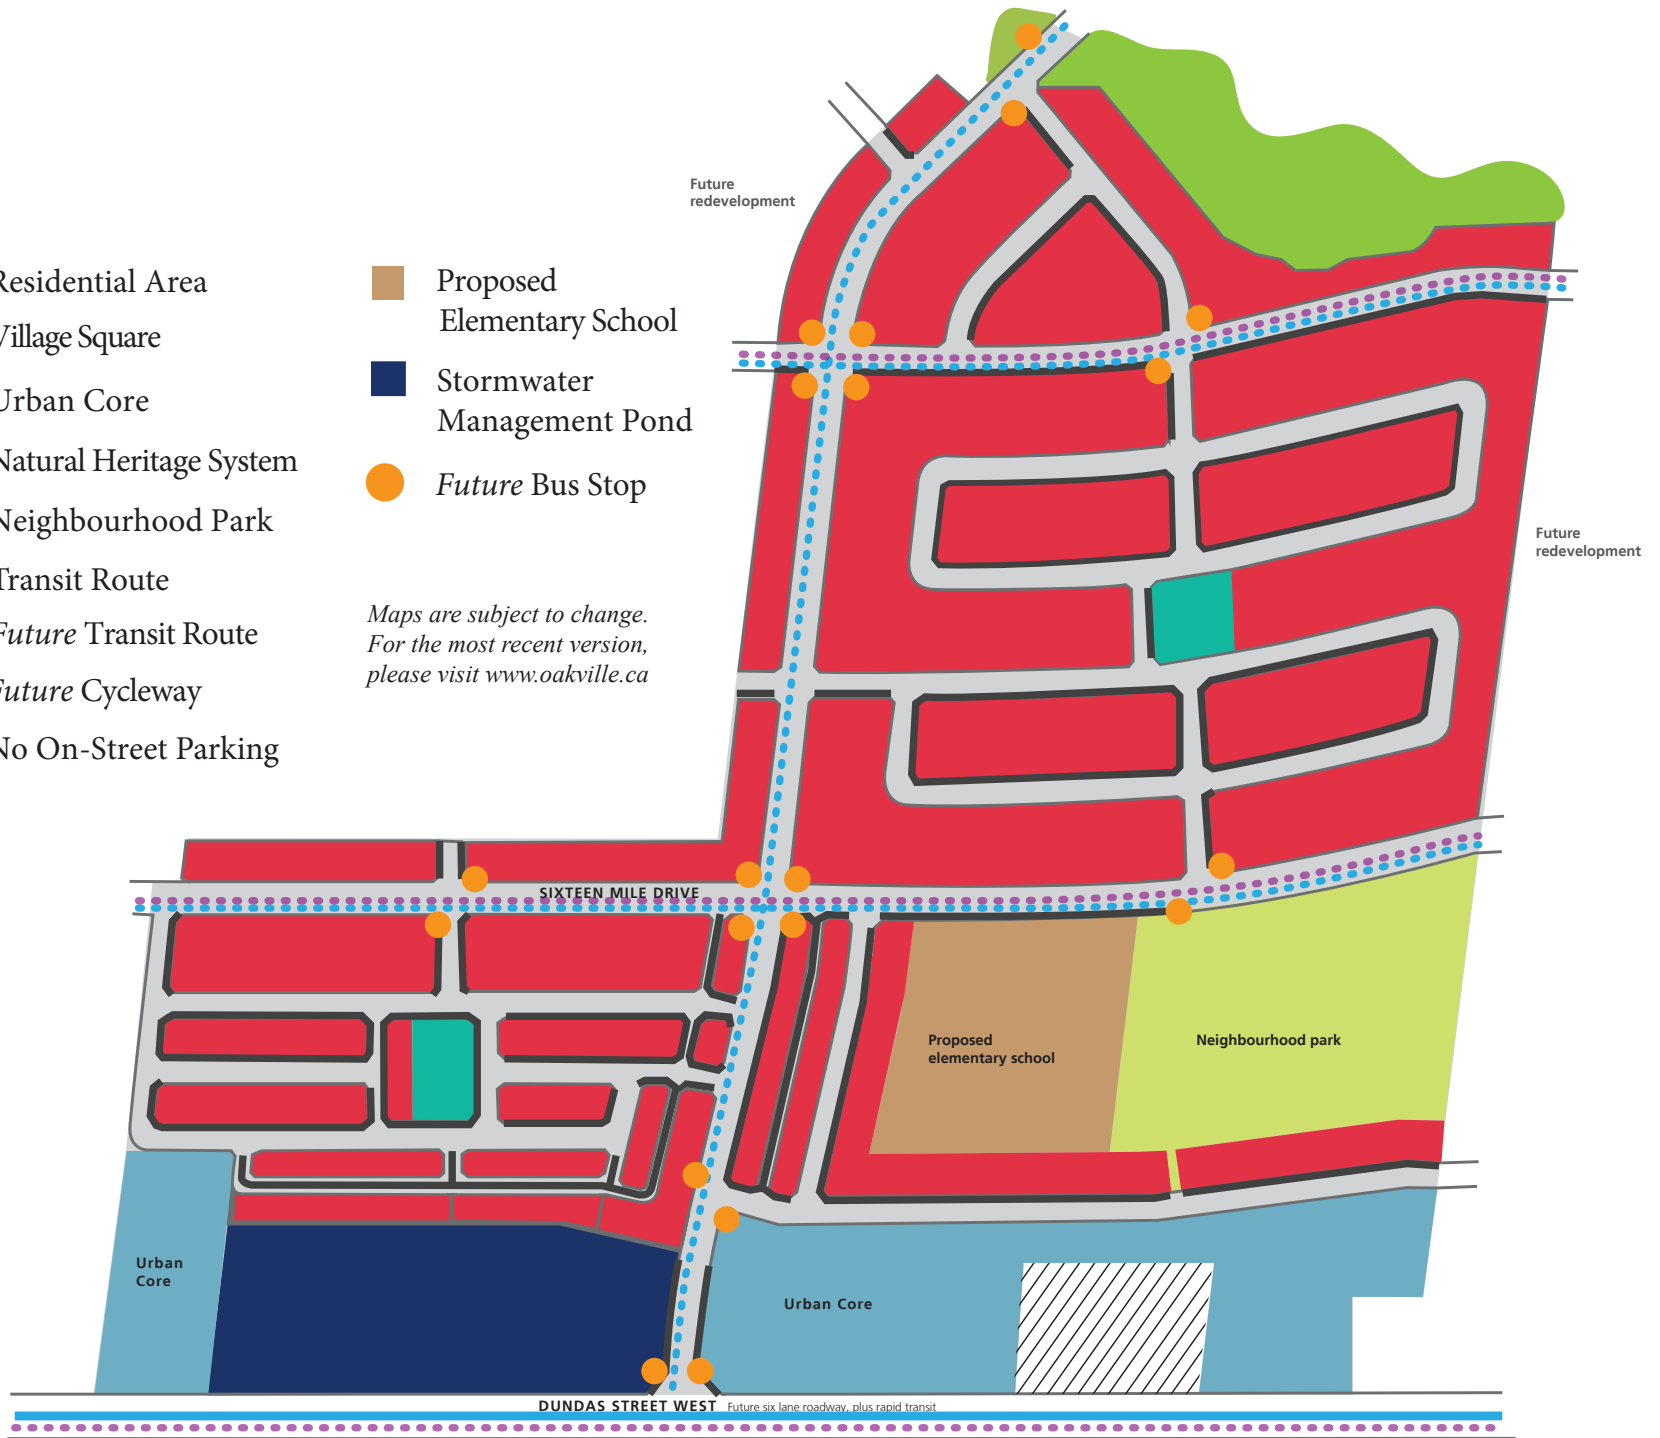 Residential Area
Village Square
Urban Core
Natural Heritage System
Neighbourhood Park
Transit Route
Future Transit Route
Future Cycleway
No On-Street Parking
Proposed
Elementary School
Stormwater
Management Pond
Future Bus Stop
Maps are subject to change.
For the most recent version,
please visit www.oakville.ca
Future
redevelopment
Future
redevelopment
SIXTEEN MILE DRIVE
Proposed
elementary school
Neighbourhood park
Urban
Core
Urban Core
DUNDAS STREET WEST Future six lane roadway, plus rapid transit